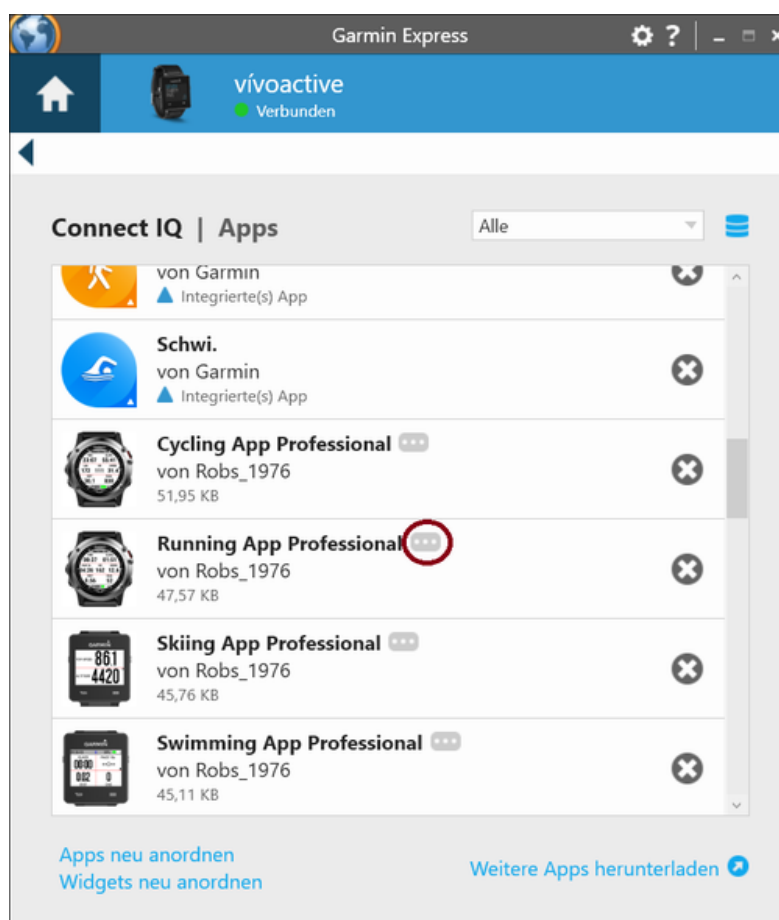 Garmin Express
?
vívoactive
Verbunden
Connect IQ | Apps
Alle
von Garmin
Integrierte(s) App
Schwi.
von Garmin
Integrierte(s) App
Cycling App Professional
von Robs_1976
51,95 KB
Running App Professional
von Robs_1976
47,57 KB
Skiing App Professional
von Robs_1976
45,76 KB
861
4420
Swimming App Professional
von Robs_1976
45,11 KB
Apps neu anordnen
Widgets neu anordnen
Weitere Apps herunterladen